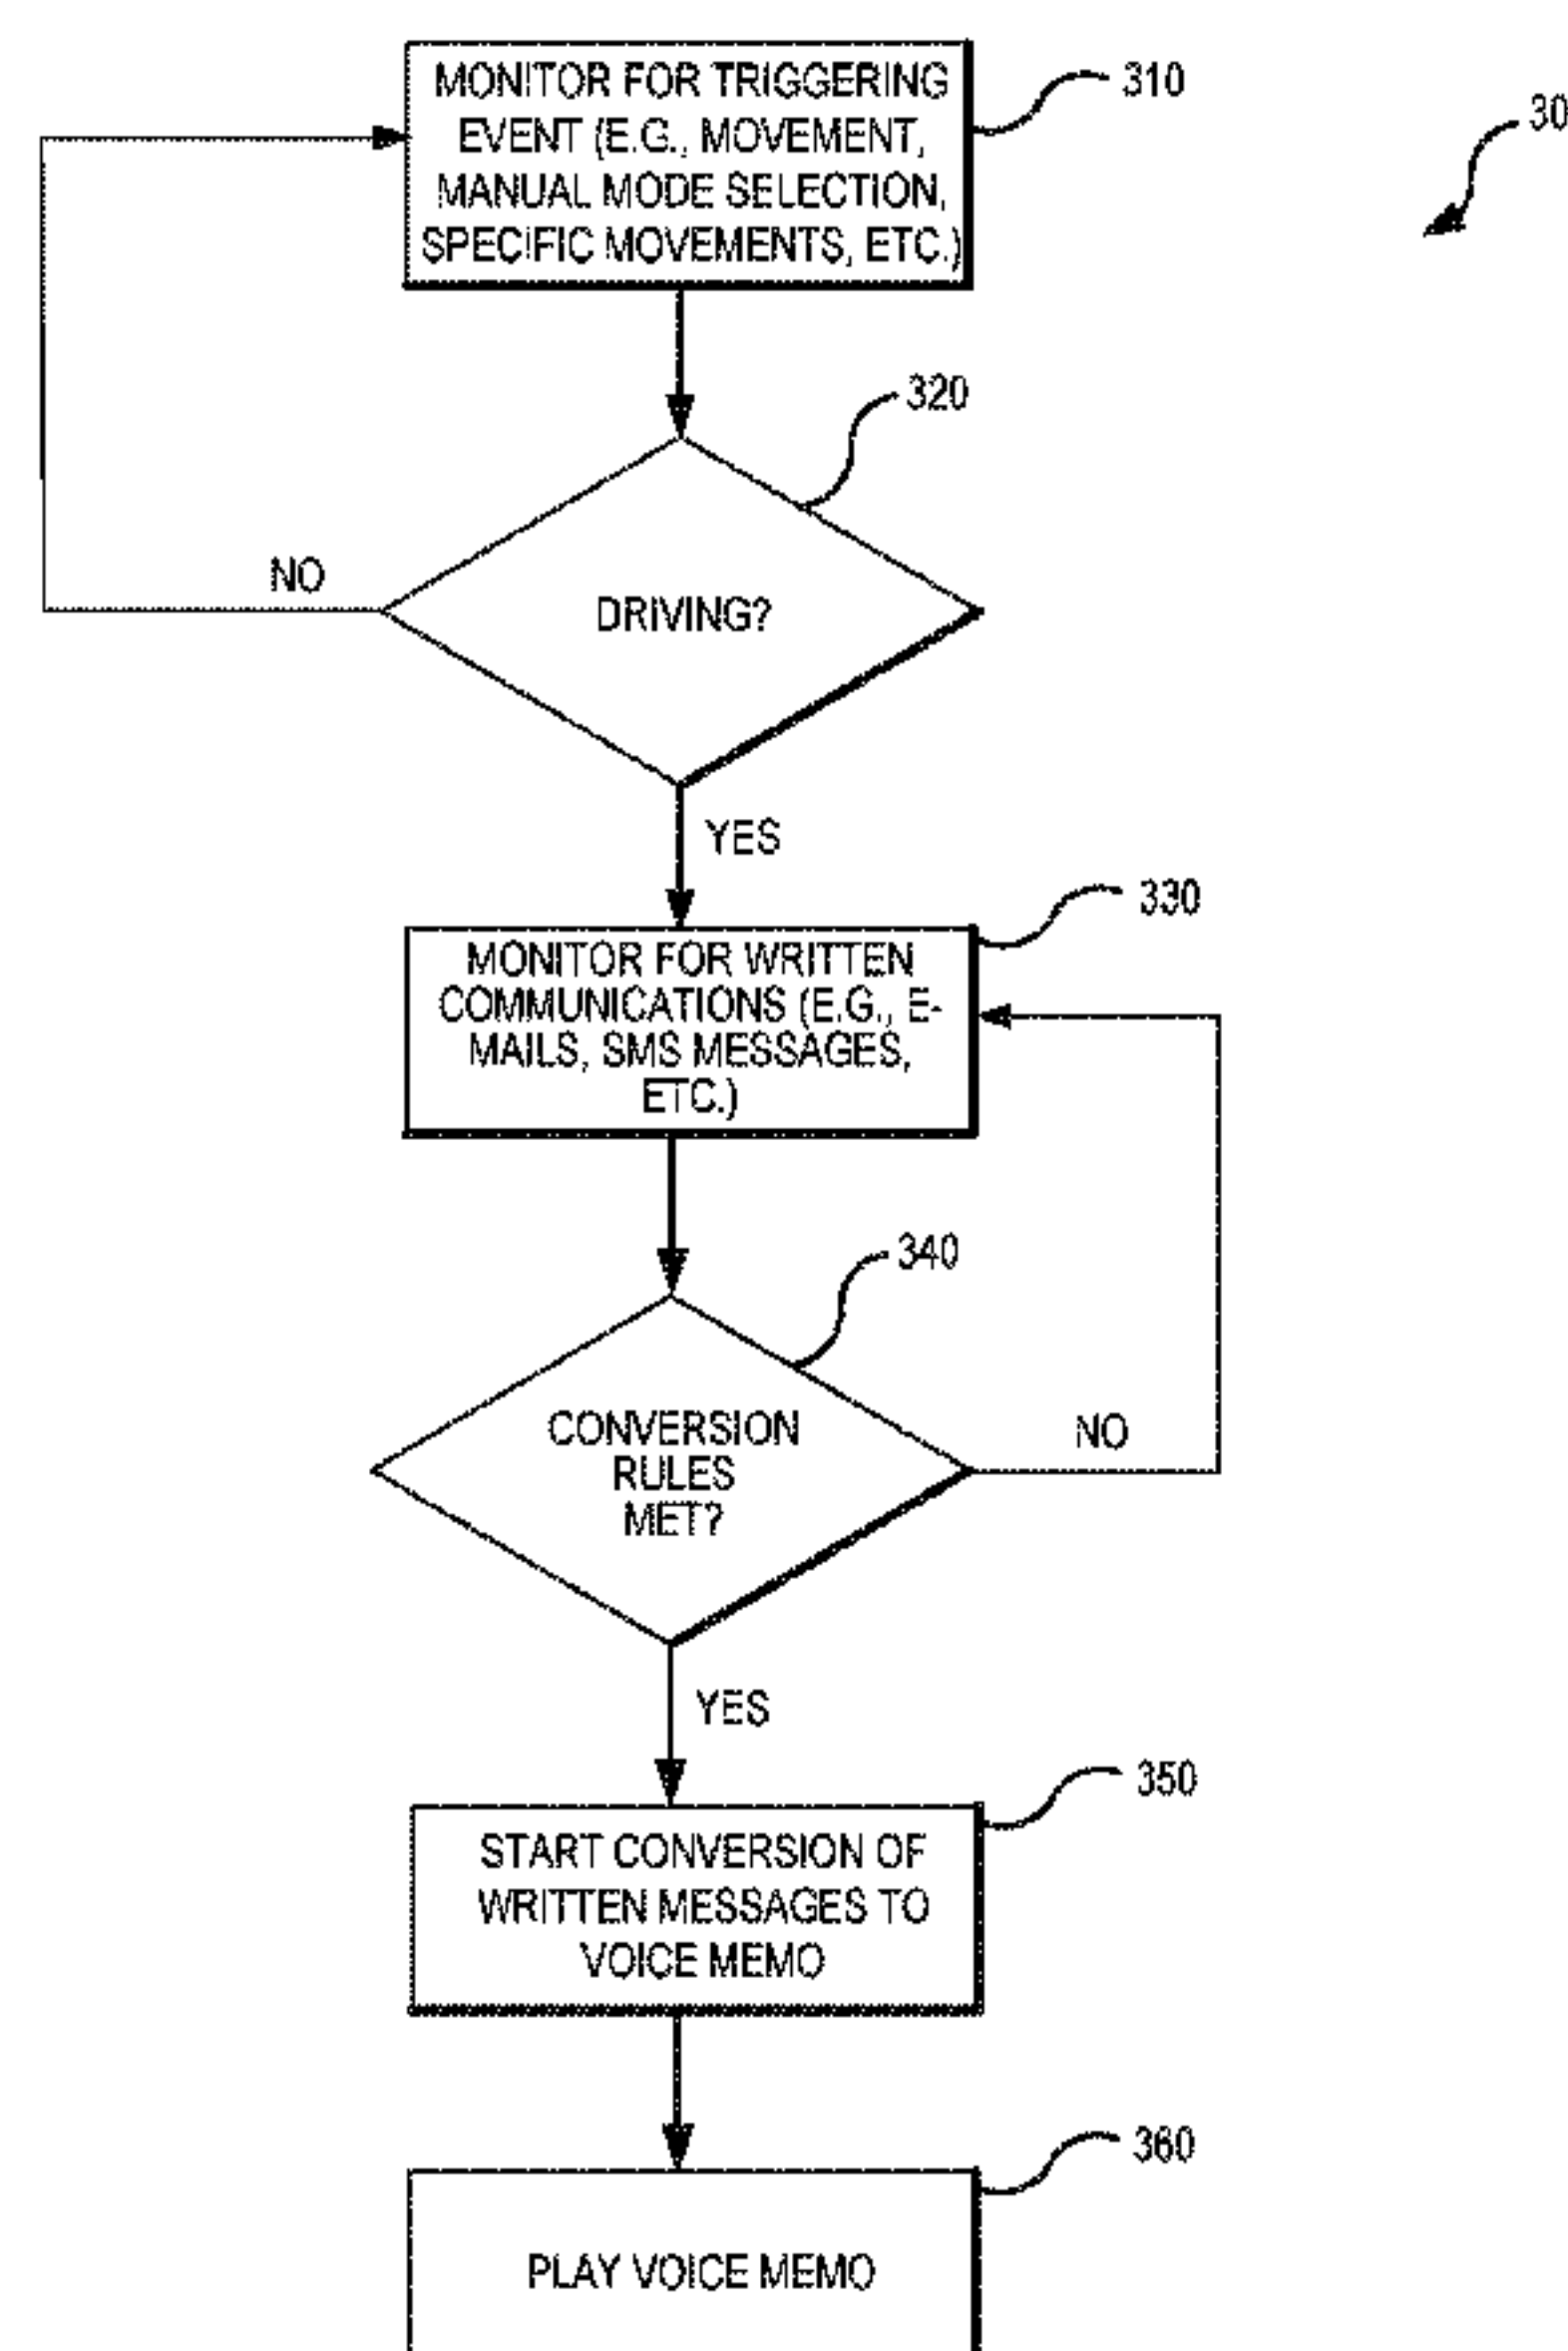 MONITOR FOR TRIGGERING
EVENT (E.G., MOVEMENT,
MANUAL MODE SELECTION,
SPECIFIC MOVEMENTS, ETC.)
310
30
320
DRIVING?
NO
YES
330
MONITOR FOR WRITTEN
COMMUNICATIONS (E.G., E-
MAILS, SMS MESSAGES,
ETC.)
340
CONVERSION
RULES
MET?
NO
YES
350
START CONVERSION OF
WRITTEN MESSAGES TO
VOICE MEMO
360
PLAY VOICE MEMO